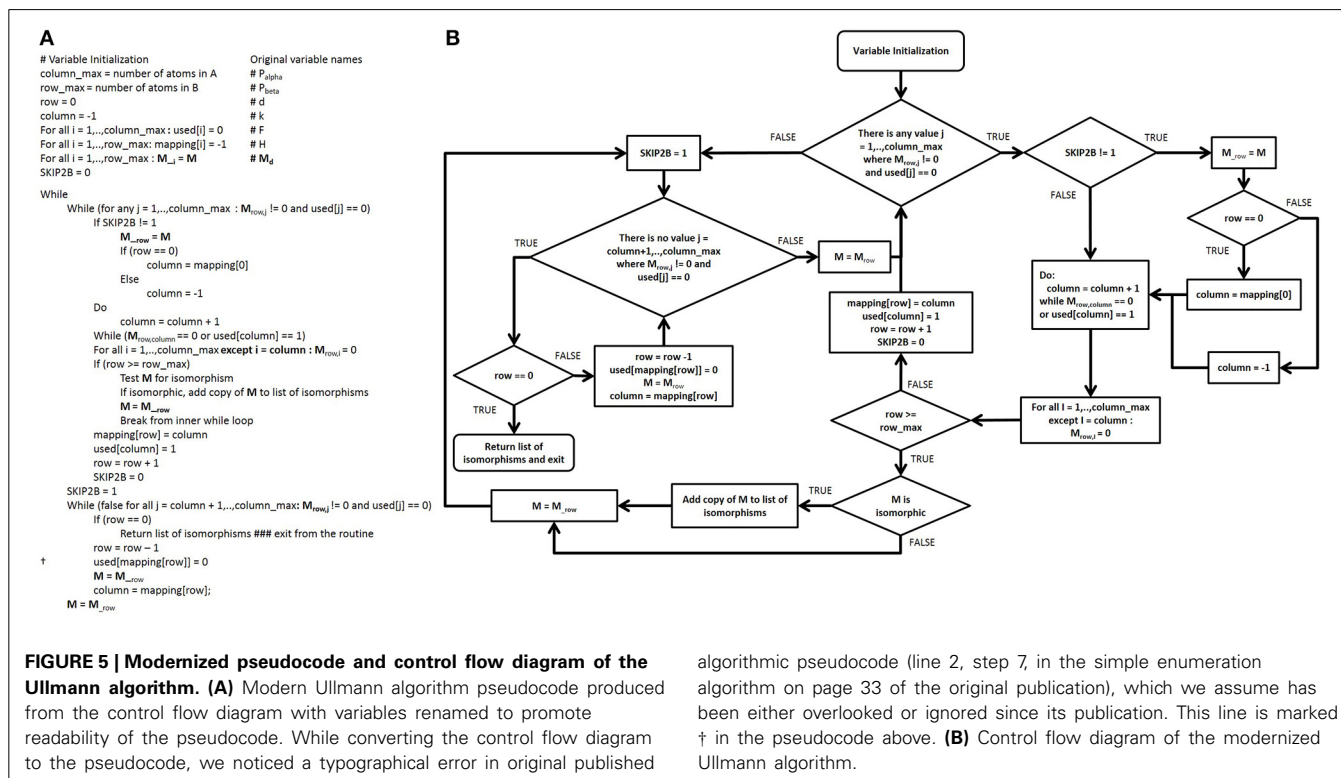 A
# Variable Initialization Original variable names
column_max = number of atoms in A # Palpha
row_max = number of atoms in B # Pbeta
row = 0 # d
column = -1 # k
For all i = 1,..,column_max : used[i] = 0 # F
For all i = 1,..,row_max: mapping[i] = -1 # H
For all i = 1,..,row_max : M_i = M # Md
SKIP2B = 0
While
While (for any j = 1,..,column_max : Mrow,j != 0 and used[j] == 0)
If SKIP2B != 1
M_row = M
If (row == 0)
column = mapping[0]
Else
column = -1
Do
column = column + 1
While (Mrow,column == 0 or used[column] == 1)
For all i = 1,..,column_max except i = column : Mrow,i = 0
If (row >= row_max)
Test M for isomorphism
If isomorphic, add copy of M to list of isomorphisms
M = M_row
Break from inner while loop
mapping[row] = column
used[column] = 1
row = row + 1
SKIP2B = 0
SKIP2B = 1
While (false for all j = column + 1,..,column_max: Mrow,j != 0 and used[j] == 0)
If (row == 0)
Return list of isomorphisms ### exit from the routine
row = row – 1
† used[mapping[row]] = 0
M = M_row
column = mapping[row];
M = M_row
B
Variable Initialization
There is any value j
= 1,..,column_max
where Mrow,j != 0
and used[j] == 0
FALSE
TRUE
SKIP2B = 1
SKIP2B != 1
TRUE
FALSE
M_row = M
row == 0
FALSE
TRUE
column = mapping[0]
column = -1
Do:
column = column + 1
while Mrow,column == 0
or used[column] == 1
There is no value j =
column+1,..,column_max
where Mrow,j != 0 and
used[j] == 0
TRUE
FALSE
M = Mrow
mapping[row] = column
used[column] = 1
row = row + 1
SKIP2B = 0
row == 0
FALSE
TRUE
row = row -1
used[mapping[row]] = 0
M = Mrow
column = mapping[row]
Return list of
isomorphisms and exit
FALSE
row >=
row_max
TRUE
For all I = 1,..,column_max
except I = column :
Mrow,I = 0
M is
isomorphic
TRUE
FALSE
Add copy of M to list of
isomorphisms
M = M_row
FIGURE 5 | Modernized pseudocode and control flow diagram of the
Ullmann algorithm. (A) Modern Ullmann algorithm pseudocode produced
from the control flow diagram with variables renamed to promote
readability of the pseudocode. While converting the control flow diagram
to the pseudocode, we noticed a typographical error in original published
algorithmic pseudocode (line 2, step 7, in the simple enumeration
algorithm on page 33 of the original publication), which we assume has
been either overlooked or ignored since its publication. This line is marked
† in the pseudocode above. (B) Control flow diagram of the modernized
Ullmann algorithm.